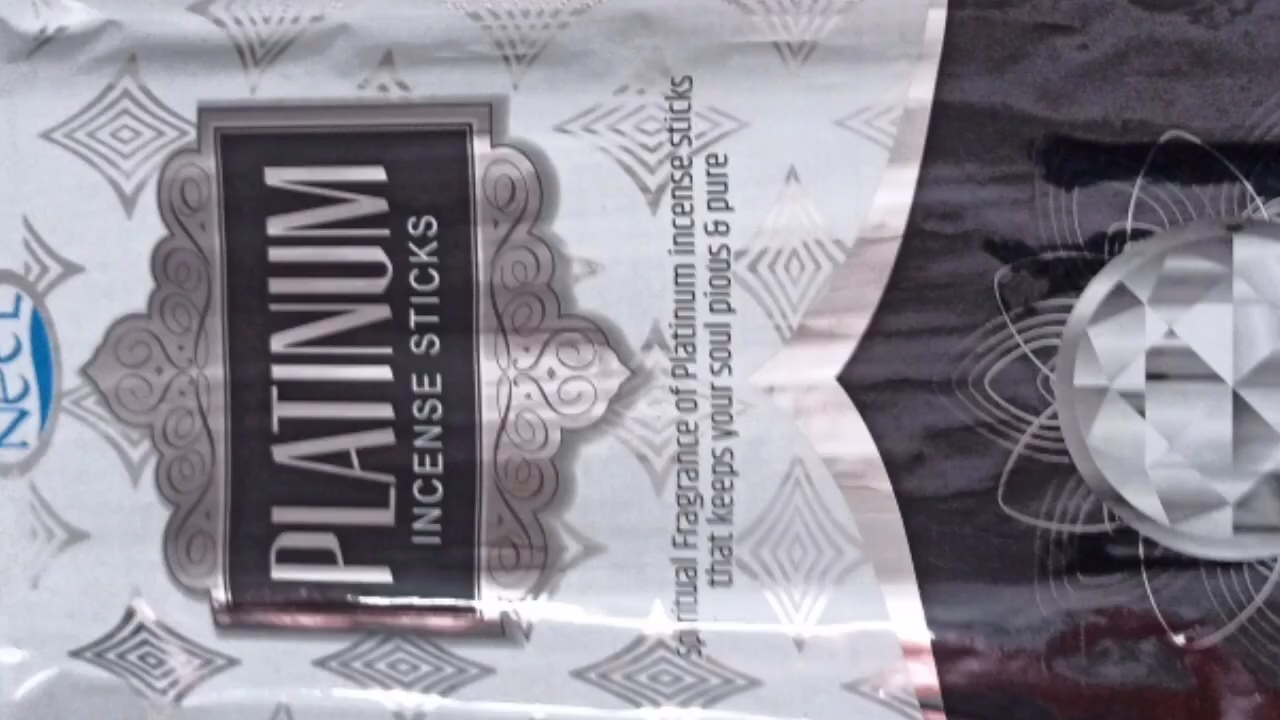 PLATINUM
INCENSE STICKS
Spiritual Fragrance of Platinum incense sticks
that keeps your soul pious & pure